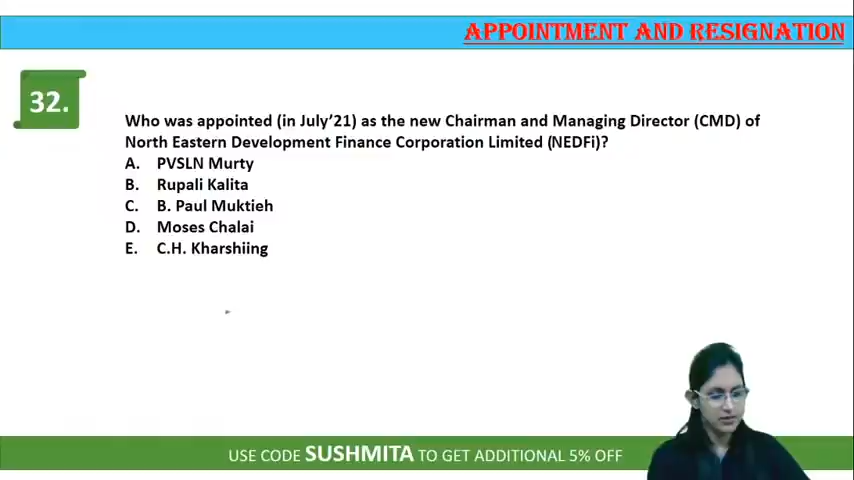 APPOINTMENT AND RESIGNATION
32.
Who was appointed (in July’21) as the new Chairman and Managing Director (CMD) of
North Eastern Development Finance Corporation Limited (NEDFi)?
A. PVSLN Murty
B. Rupali Kalita
C. B. Paul Muktieh
D. Moses Chalai
E. C.H. Kharshiing
USE CODE SUSHMITA TO GET ADDITIONAL 5% OFF